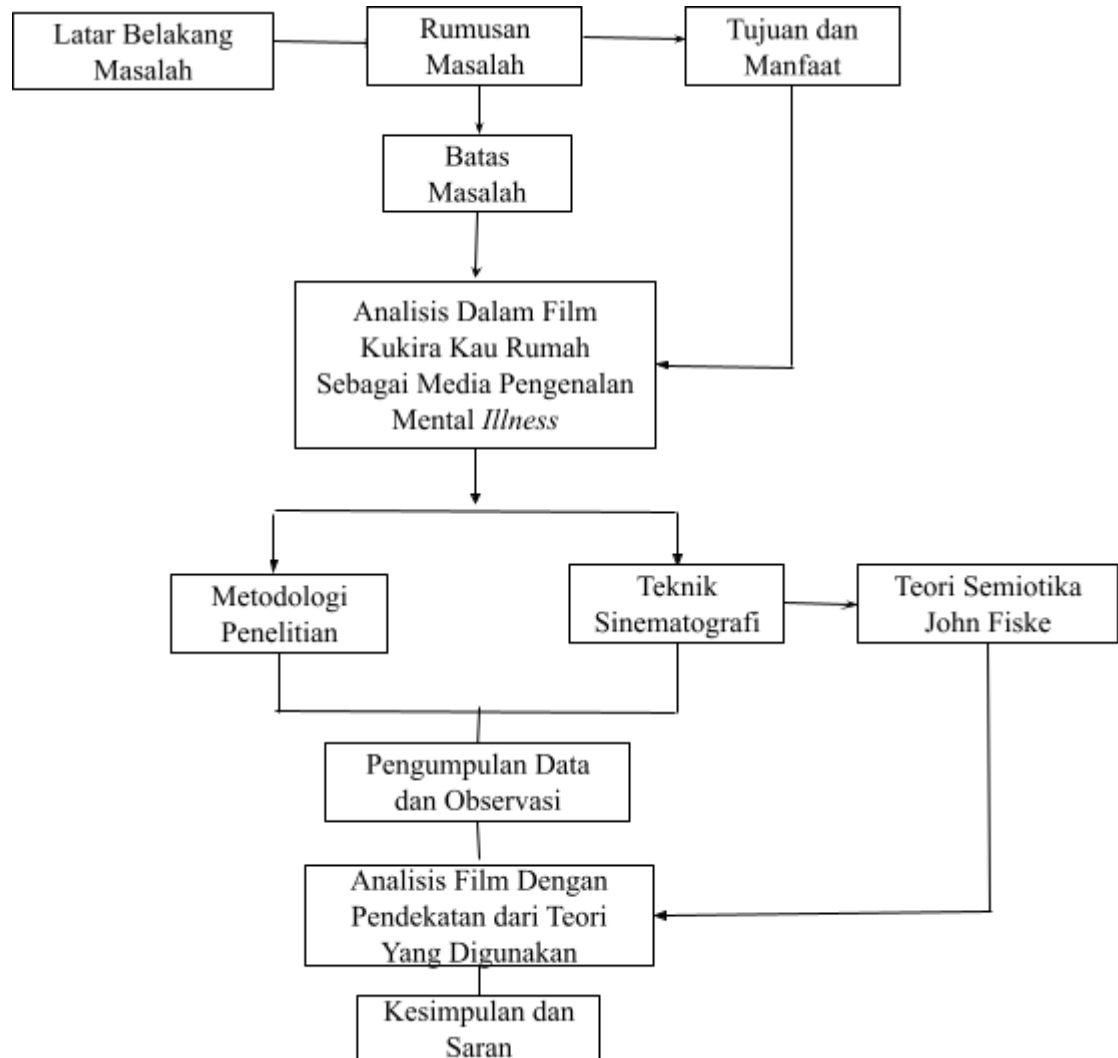 Latar Belakang
Masalah
Rumusan
Masalah
Tujuan dan
Manfaat
Batas
Masalah
Analisis Dalam Film
Kukira Kau Rumah
Sebagai Media Pengenalan
Mental Illness
Metodologi
Penelitian
Teknik
Sinematografi
Teori Semiotika
John Fiske
Pengumpulan Data
dan Observasi
Analisis Film Dengan
Pendekatan dari Teori
Yang Digunakan
Kesimpulan dan
Saran